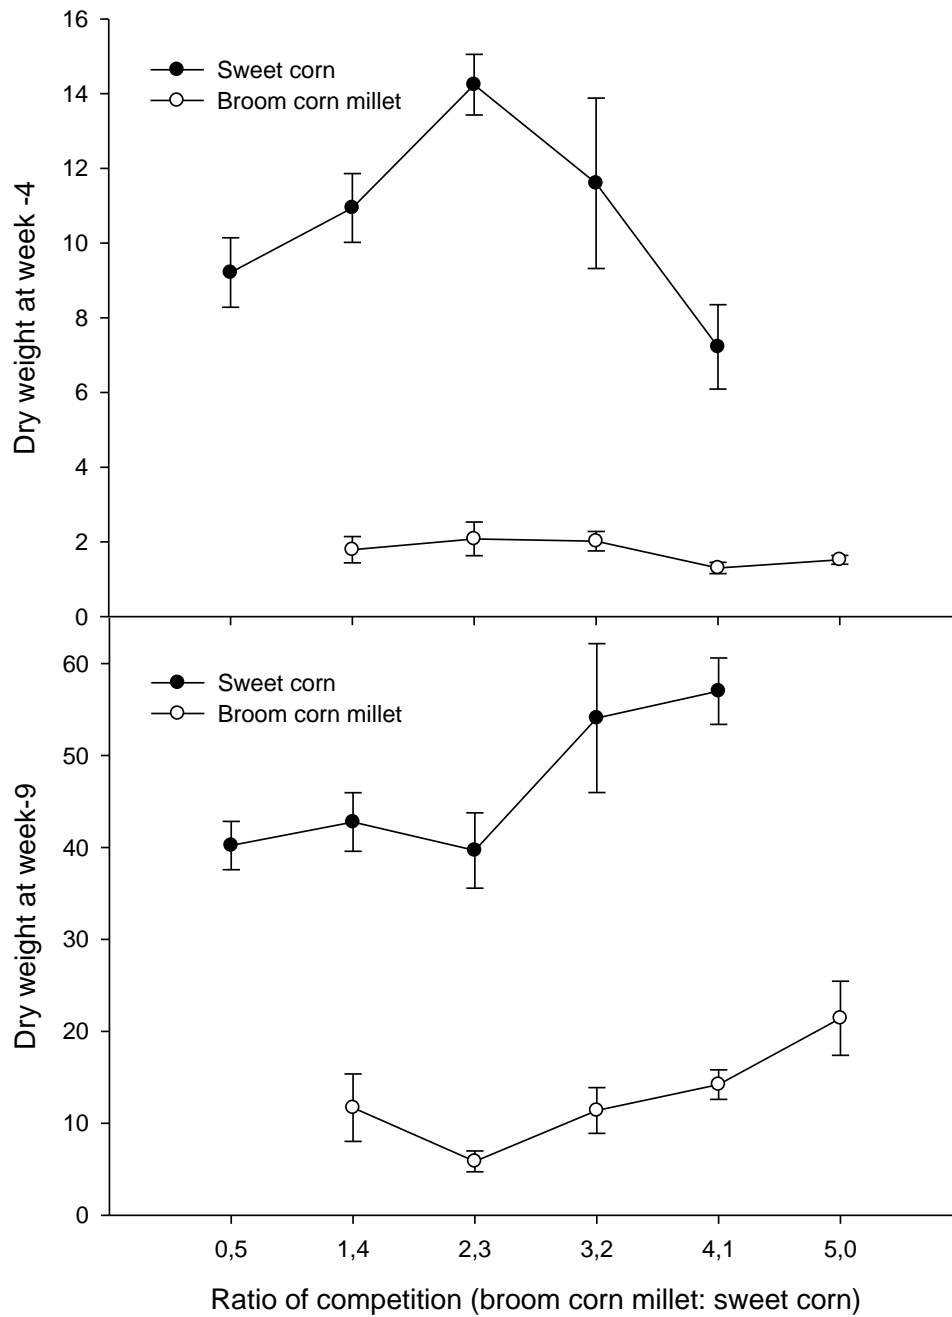 16
14
12
10
8
6
4
2
0
Dry weight at week -4
Sweet corn
Broom corn millet
60
50
40
30
20
10
0
Dry weight at week-9
Sweet corn
Broom corn millet
0,5 1,4 2,3 3,2 4,1 5,0
Ratio of competition (broom corn millet: sweet corn)